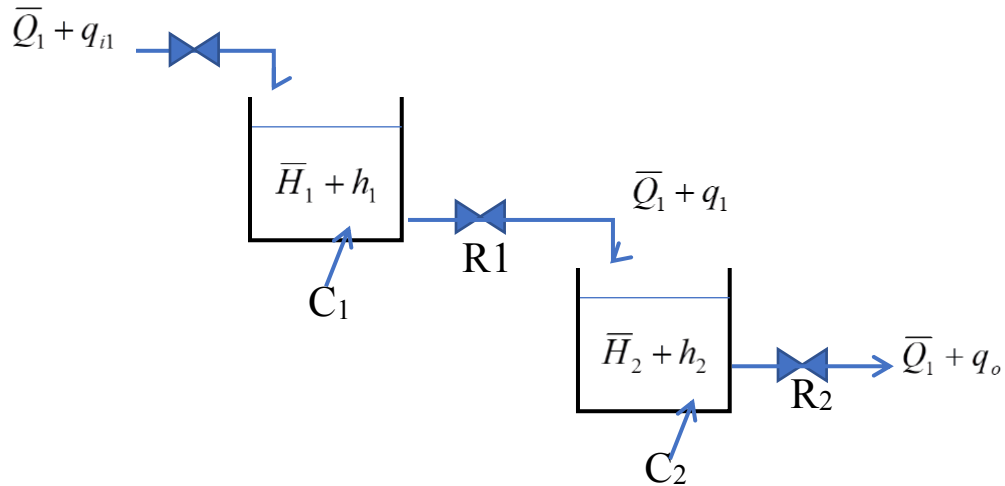 Q̅₁ + qᵢ₁
H̅₁ + h₁
Q̅₁ + q₁
R1
C₁
H̅₂ + h₂
Q̅₁ + qₒ
R₂
C₂